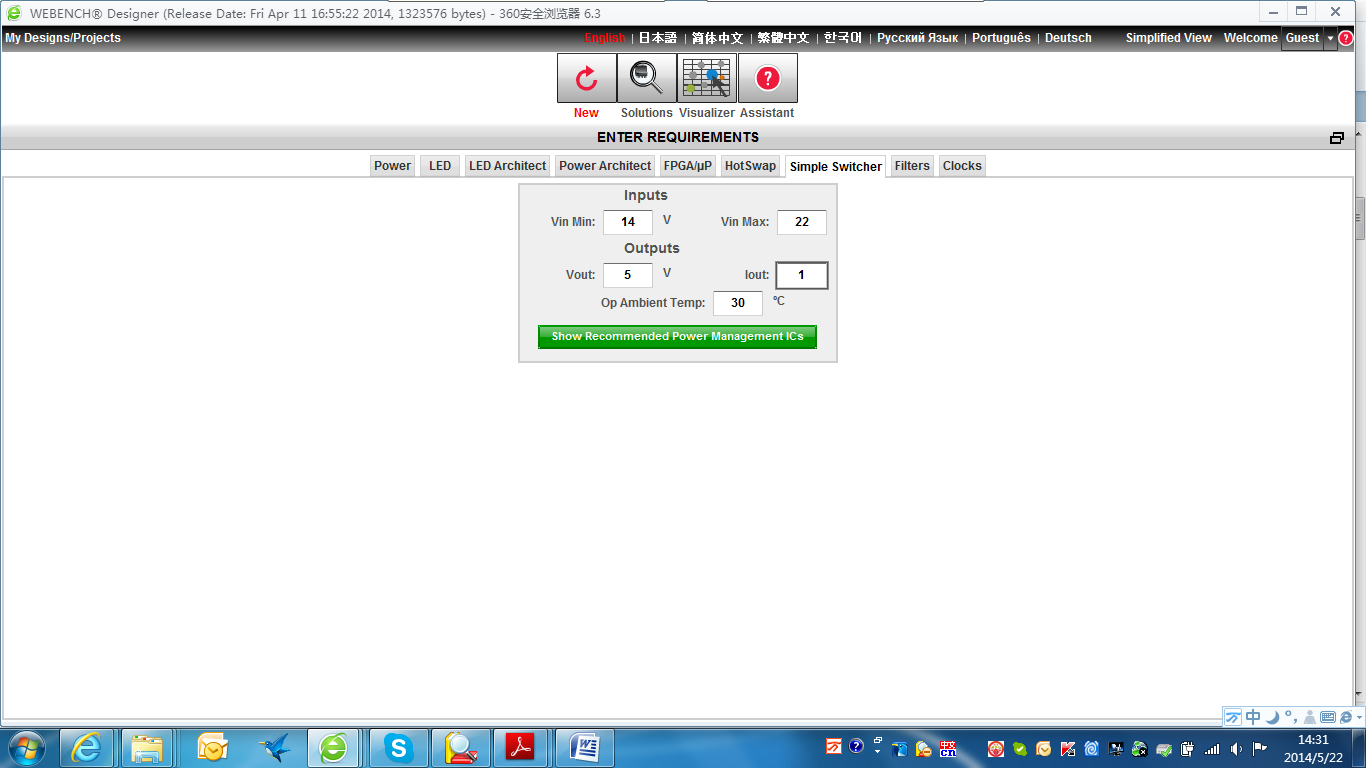 WEBENCH® Designer (Release Date: Fri Apr 11 16:55:22 2014, 1323576 bytes) - 360安全浏览器 6.3
My Designs/Projects
English | 日本語 | 简体中文 | 繁體中文 | 한국어 | Русский Язык | Português | Deutsch
Simplified View Welcome Guest
New Solutions Visualizer Assistant
ENTER REQUIREMENTS
Power LED LED Architect Power Architect FPGA/µP HotSwap Simple Switcher Filters Clocks
Inputs
Vin Min: 14 V Vin Max: 22
Outputs
Vout: 5 V Iout: 1
Op Ambient Temp: 30 °C
Show Recommended Power Management ICs
中
14:31
2014/5/22